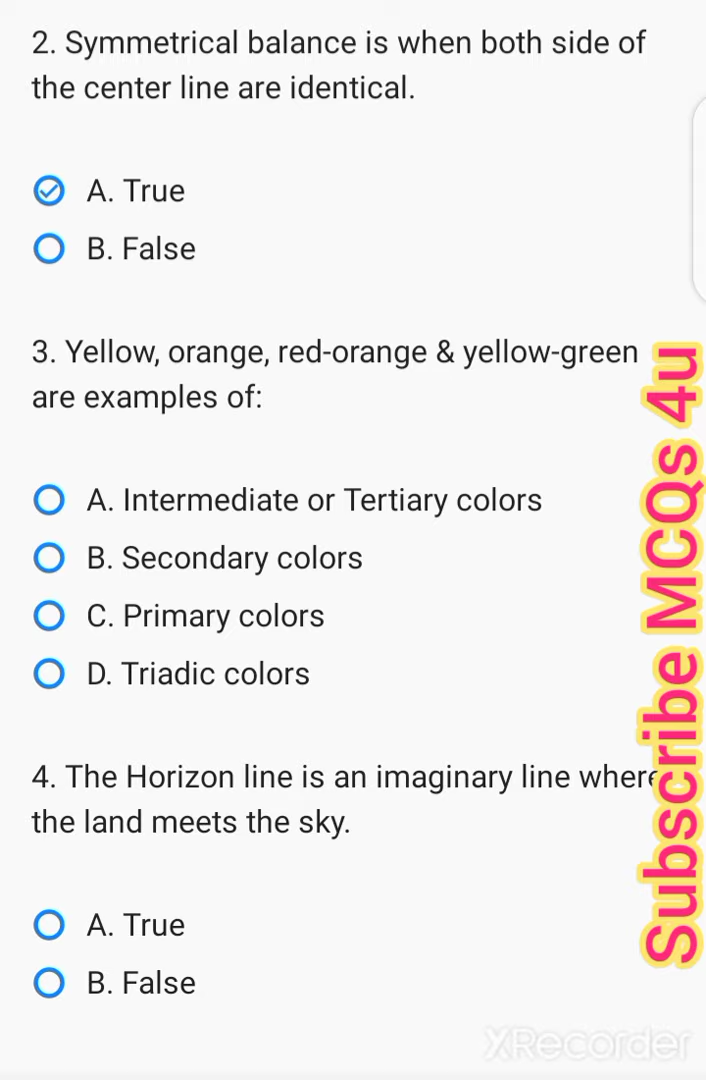 2. Symmetrical balance is when both side of
the center line are identical.
A. True
B. False
3. Yellow, orange, red-orange & yellow-green
are examples of:
A. Intermediate or Tertiary colors
B. Secondary colors
C. Primary colors
D. Triadic colors
4. The Horizon line is an imaginary line where
the land meets the sky.
A. True
B. False
Subscribe MCQs 4u
XRecorder